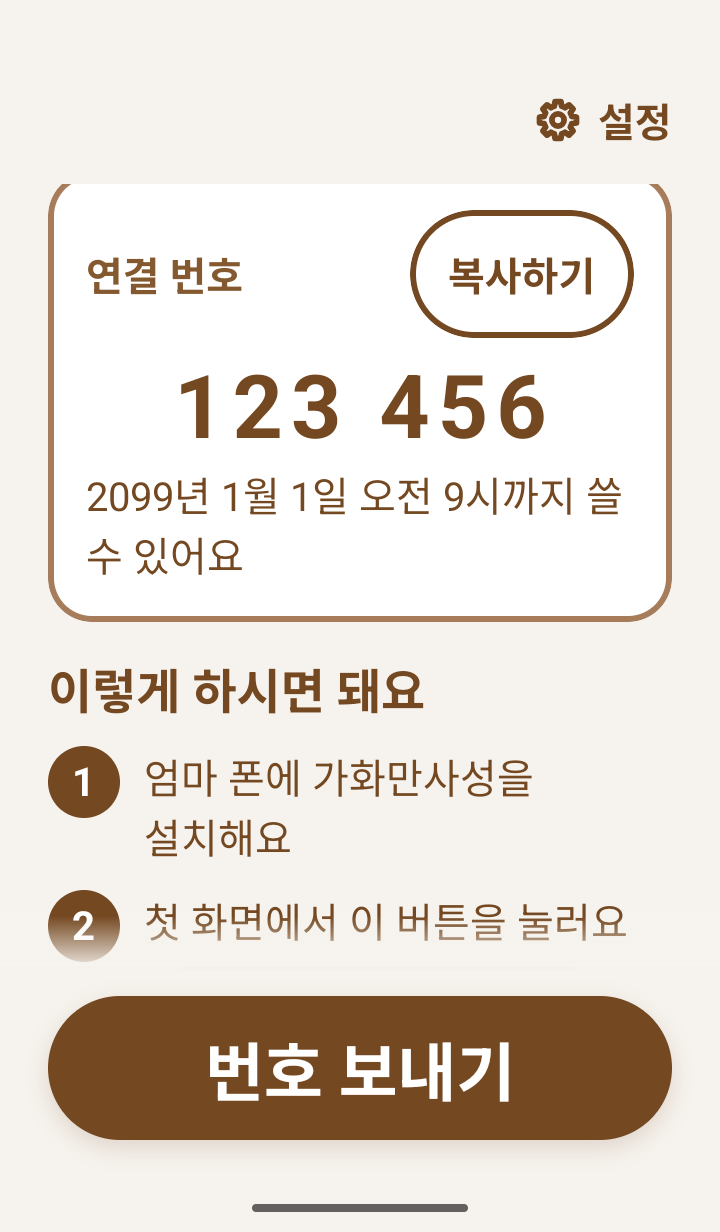 설정
연결 번호
복사하기
123 456
2099년 1월 1일 오전 9시까지 쓸
수 있어요
이렇게 하시면 돼요
1 엄마 폰에 가화만사성을
설치해요
2 첫 화면에서 이 버튼을 눌러요
번호 보내기